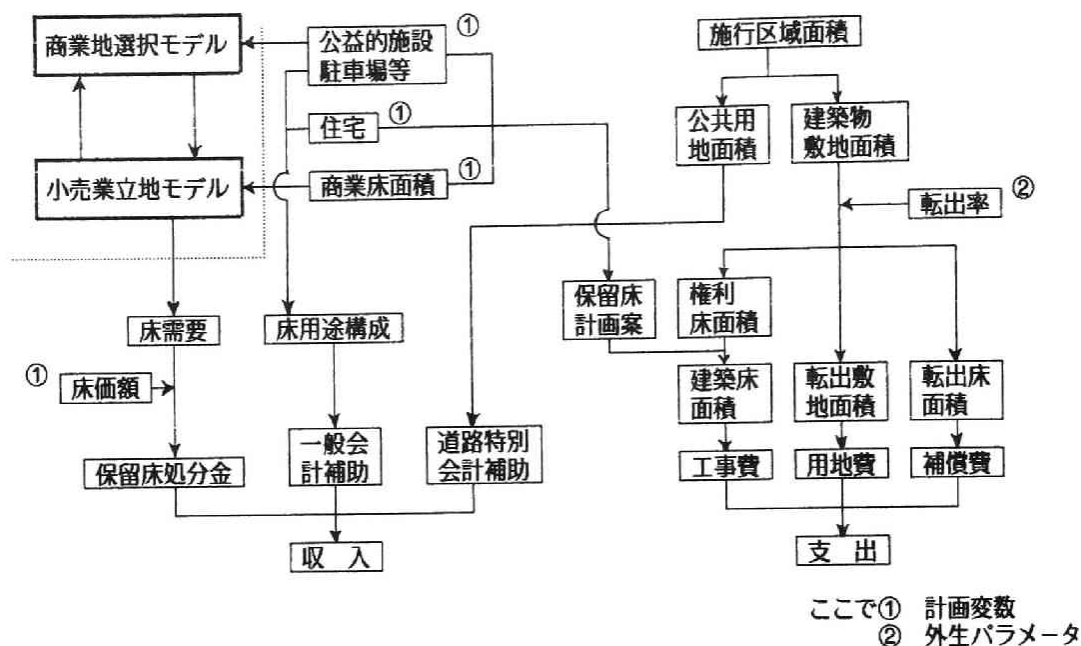 商業地選択モデル
公益的施設
駐車場等
①
施行区域面積
住宅
①
公共用
地面積
建築物
敷地面積
小売業立地モデル
商業床面積
①
転出率
②
保留床
計画案
権利
床面積
床需要
床用途構成
①
床価額
建築床
面積
転出敷
地面積
転出床
面積
保留床処分金
一般会
計補助
道路特別
会計補助
工事費
用地費
補償費
収 入
支 出
ここで① 計画変数
② 外生パラメータ